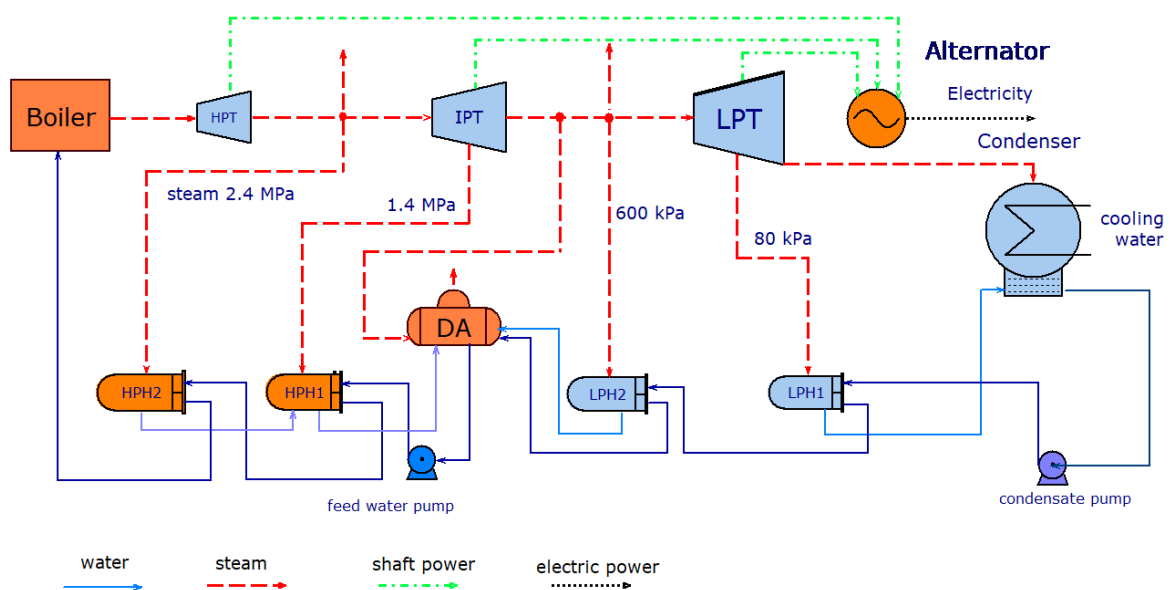 Alternator
Boiler
HPT
IPT
LPT
Electricity
Condenser
steam 2.4 MPa
1.4 MPa
600 kPa
80 kPa
cooling
water
DA
HPH2
HPH1
LPH2
LPH1
feed water pump
condensate pump
water
steam
shaft power
electric power